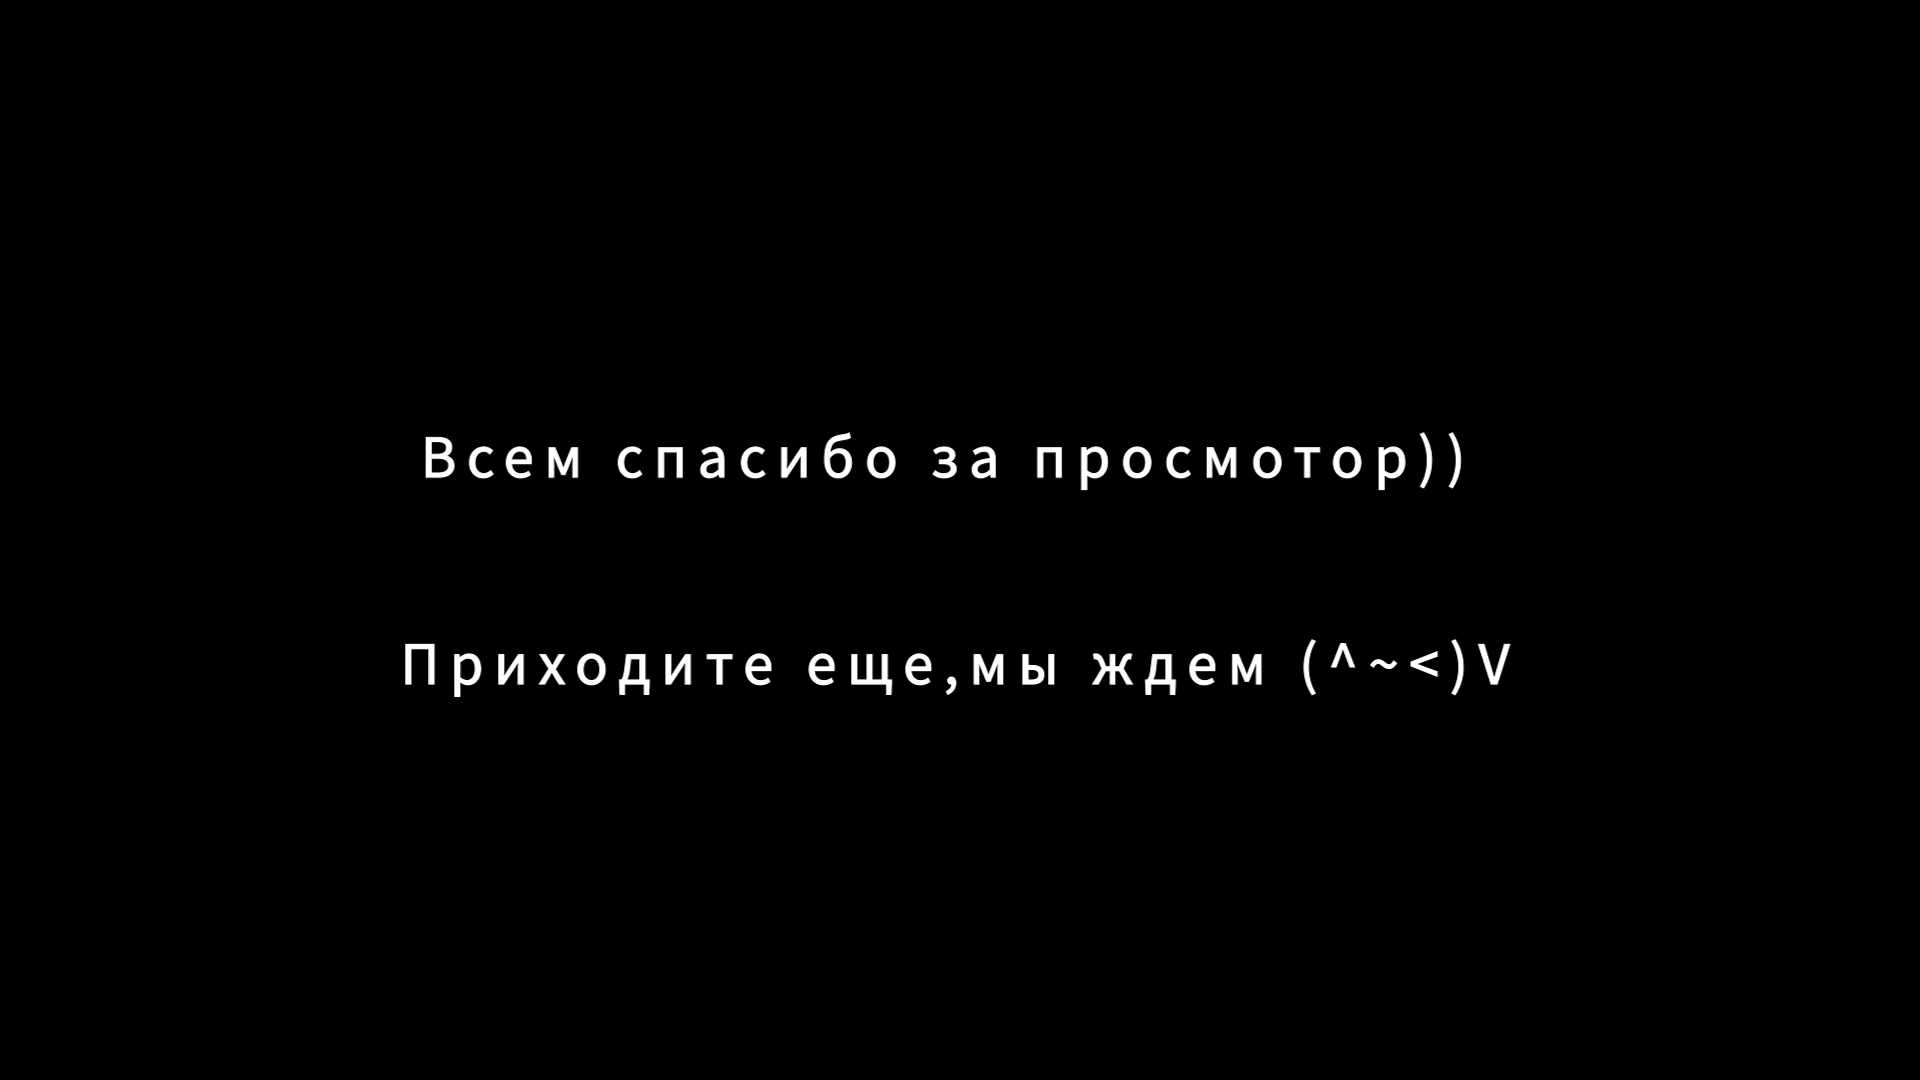 Всем спасибо за просмотор))
Приходите еще,мы ждем (^~<)V